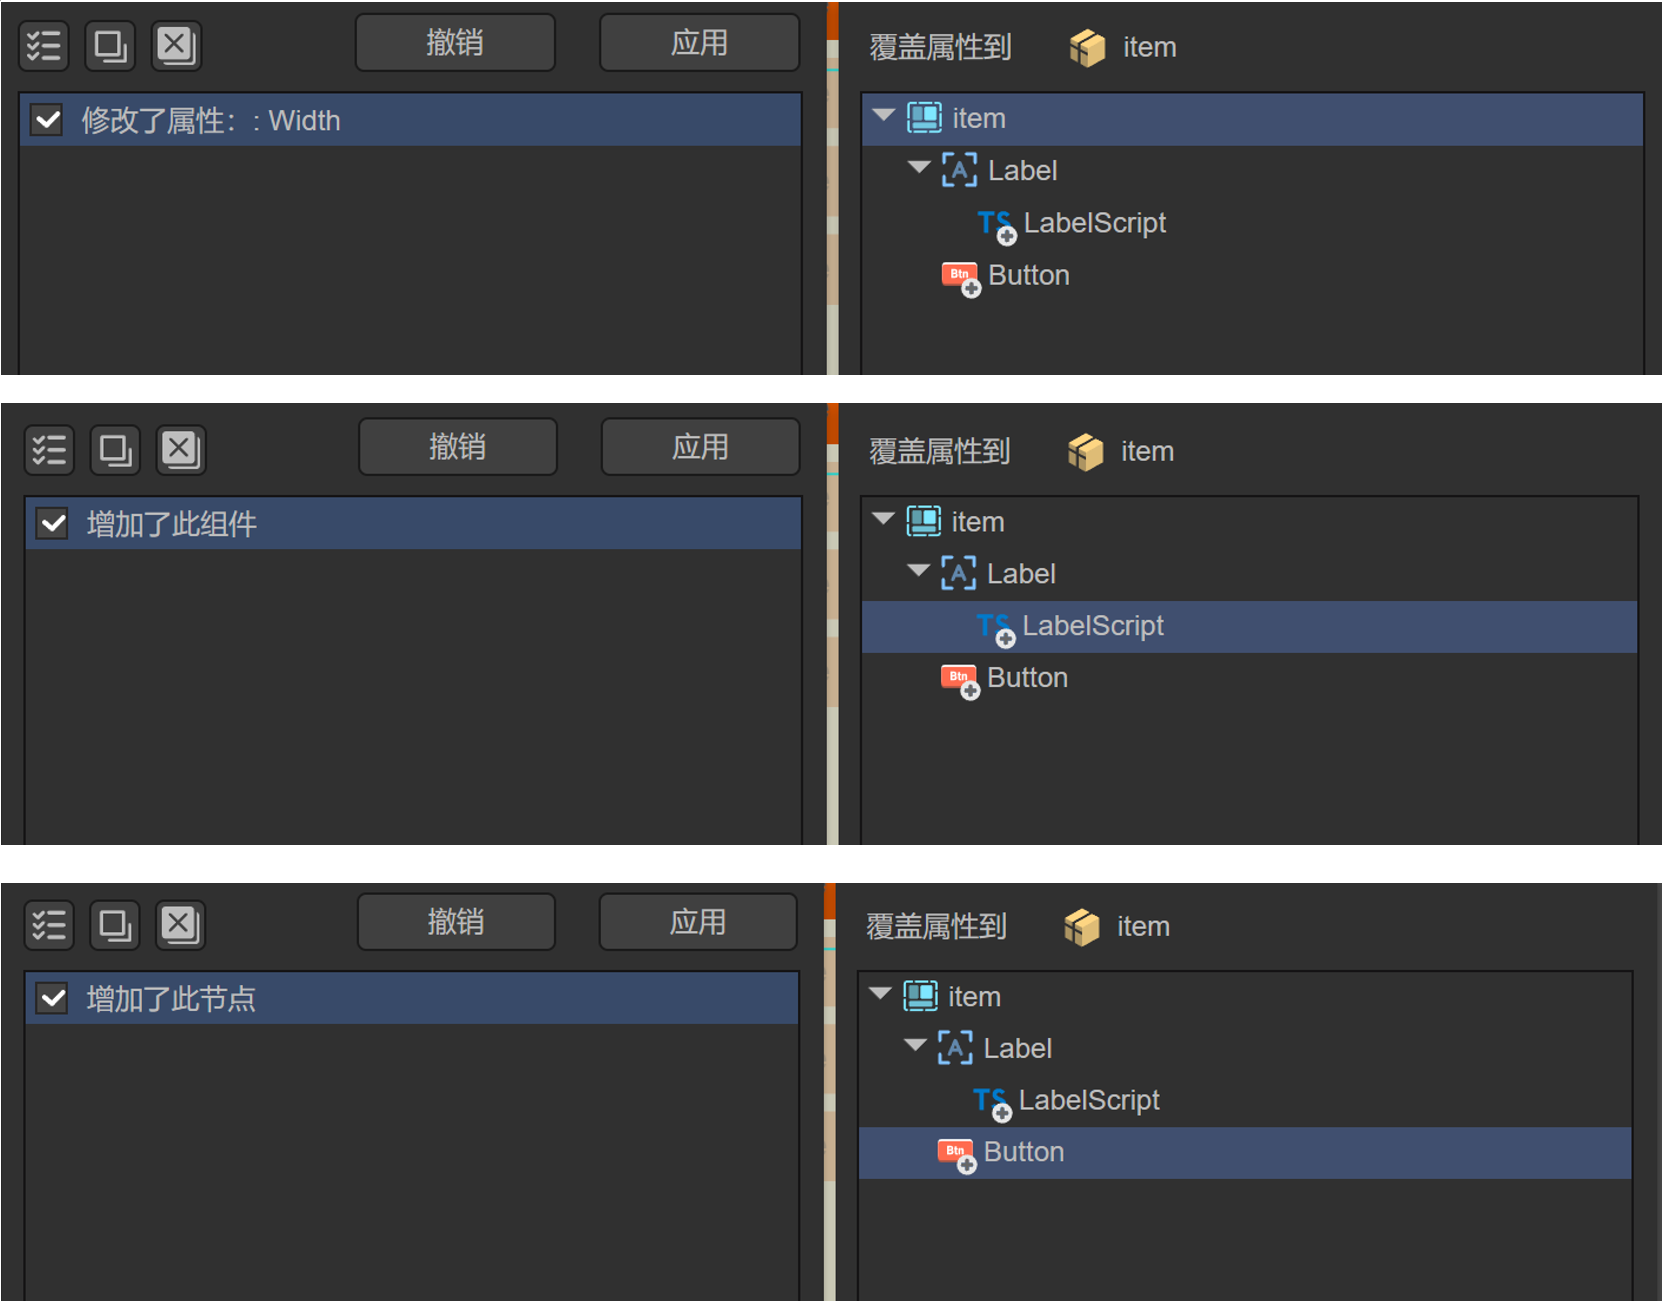 撤销 应用 覆盖属性到 item
修改了属性：: Width
item
Label
TS LabelScript
Btn Button
撤销 应用 覆盖属性到 item
增加了此组件
item
Label
TS LabelScript
Btn Button
撤销 应用 覆盖属性到 item
增加了此节点
item
Label
TS LabelScript
Btn Button